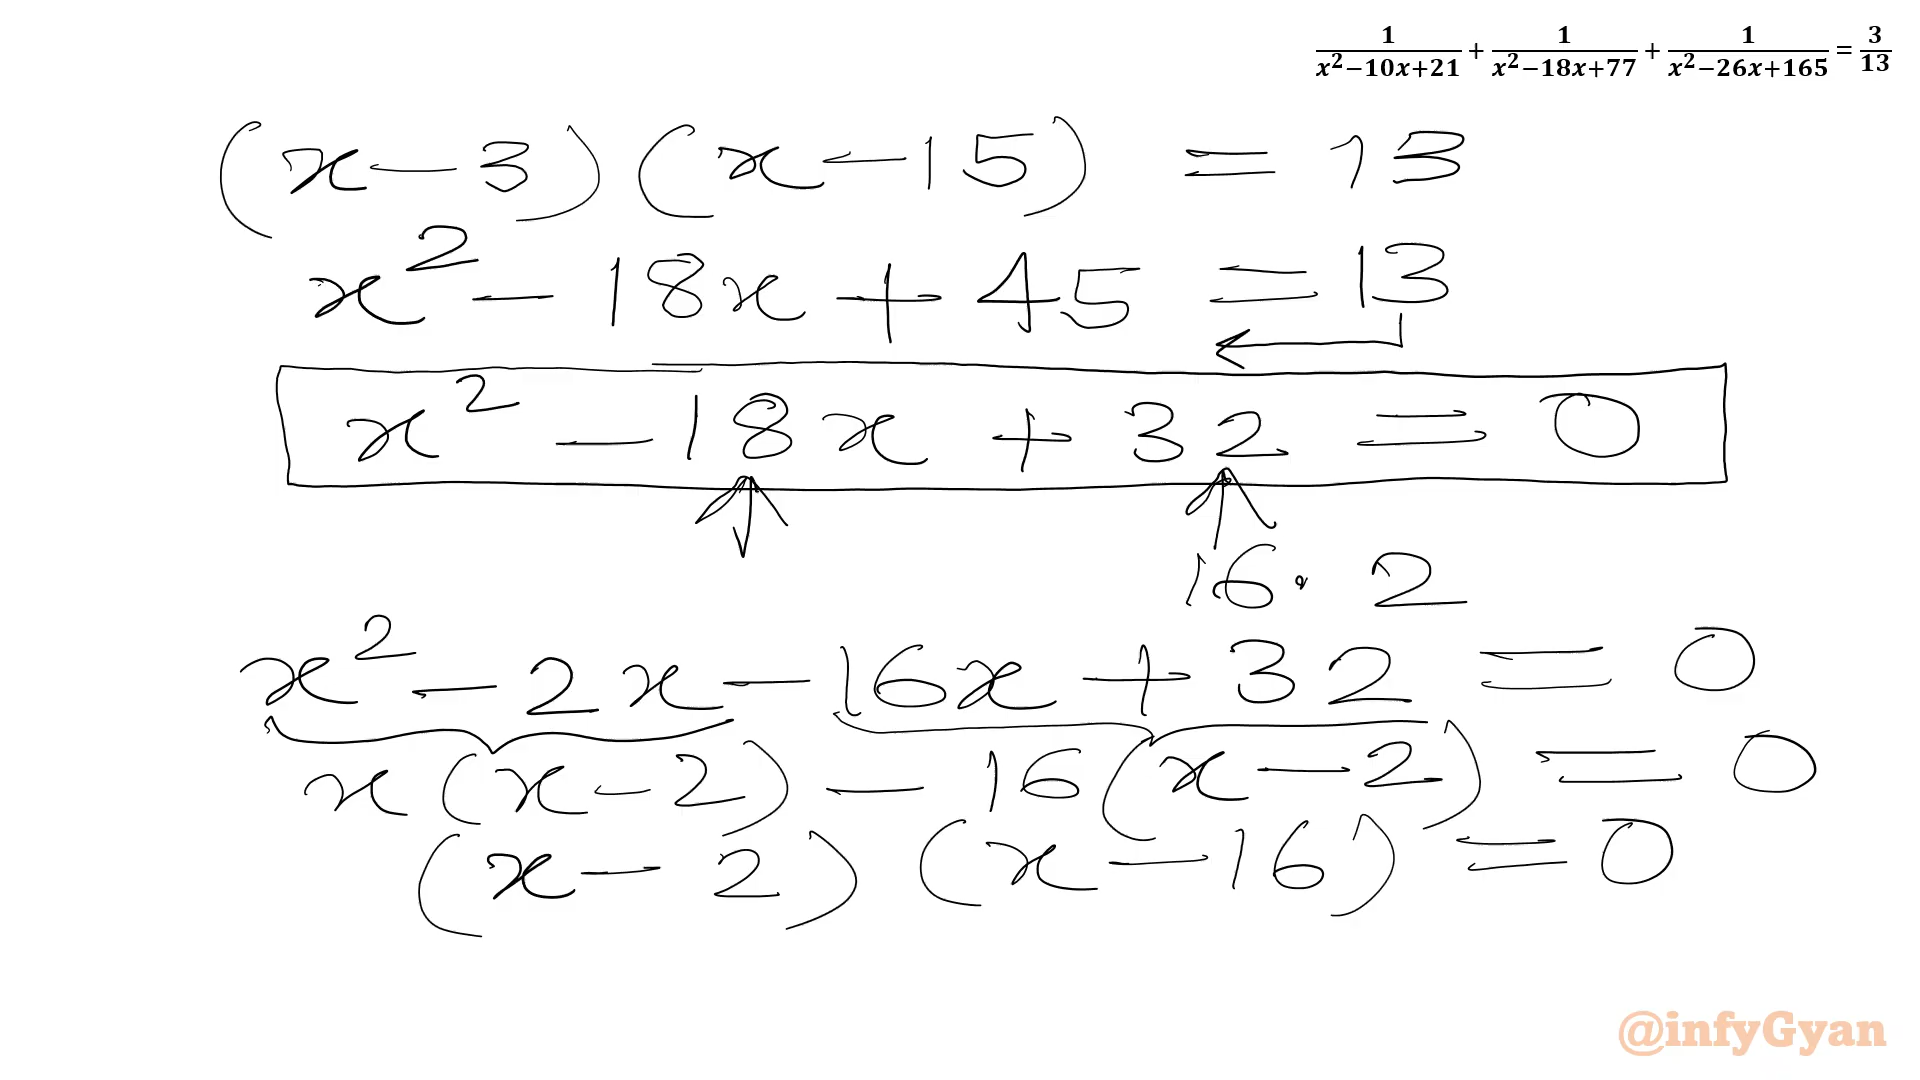 1/(x²−10x+21) + 1/(x²−18x+77) + 1/(x²−26x+165) = 3/13
(x−3)(x−15) = 13
x² − 18x + 45 = 13
x² − 18x + 32 = 0
16 · 2
x² − 2x − 16x + 32 = 0
x(x−2) − 16(x−2) = 0
(x−2)(x−16) = 0
@infyGyan